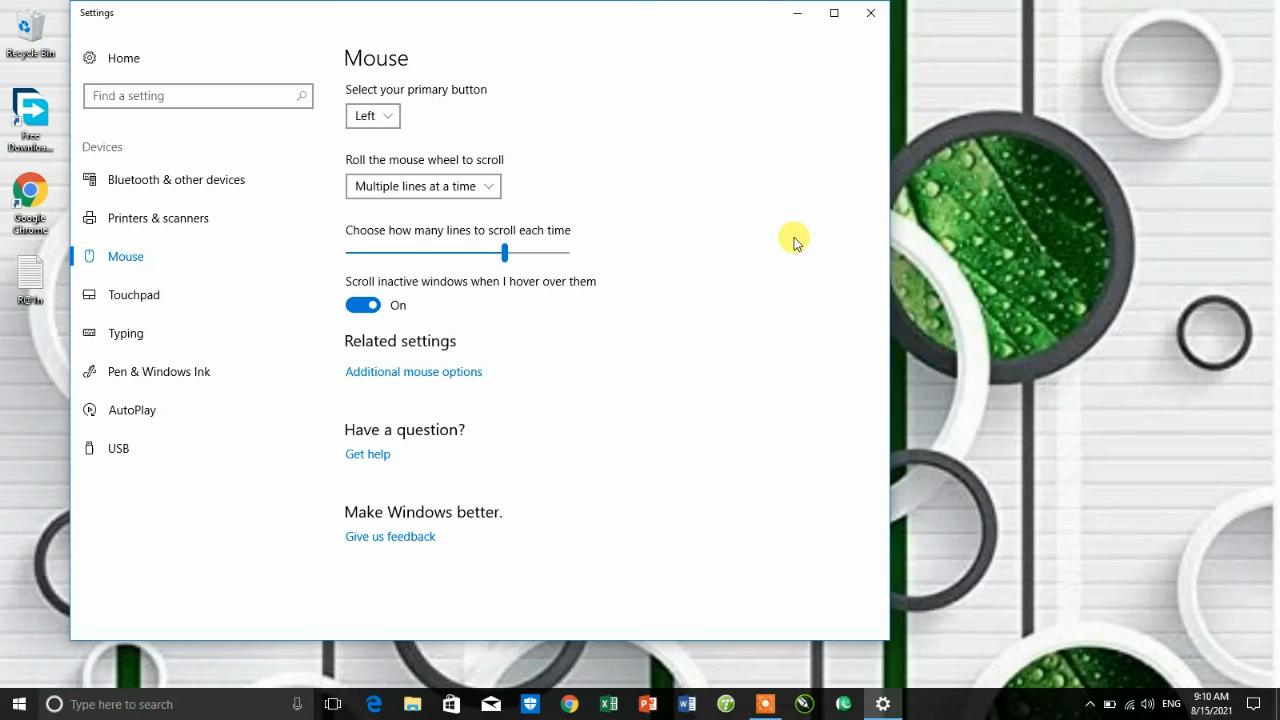 Settings
Home
Find a setting
Devices
Bluetooth & other devices
Printers & scanners
Mouse
Touchpad
Typing
Pen & Windows Ink
AutoPlay
USB
Mouse
Select your primary button
Left
Roll the mouse wheel to scroll
Multiple lines at a time
Choose how many lines to scroll each time
Scroll inactive windows when I hover over them
On
Related settings
Additional mouse options
Have a question?
Get help
Make Windows better.
Give us feedback
Recycle Bin
Free
Downloa...
Google
Chrome
Type here to search
ENG
9:10 AM
8/15/2021